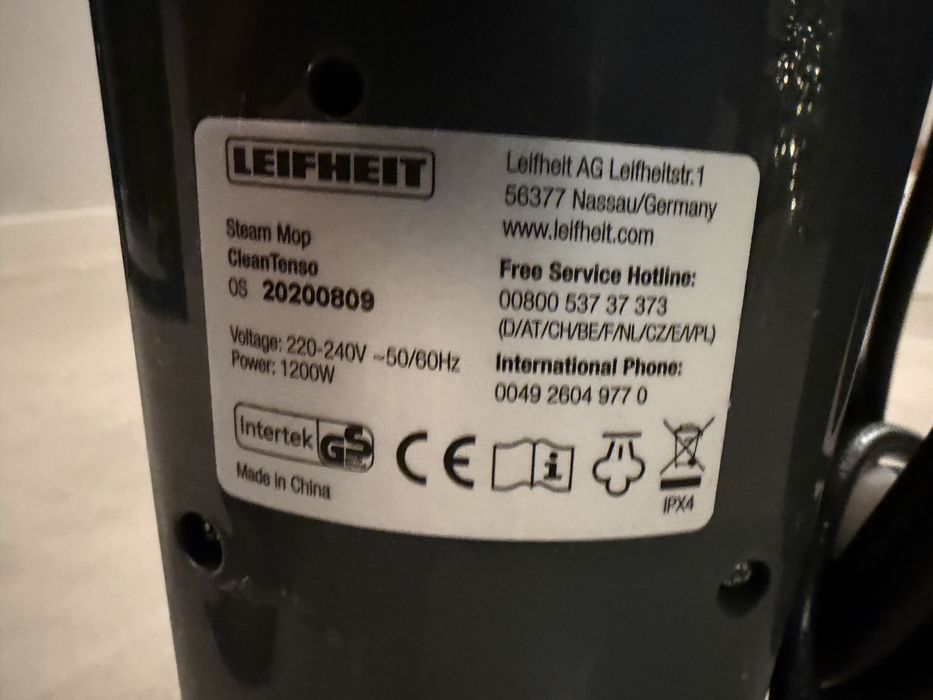 LEIFHEIT
Steam Mop
CleanTenso
OS 20200809
Voltage: 220-240V ~50/60Hz
Power: 1200W
Intertek GS
CE
Made in China
Leifheit AG Leifheitstr.1
56377 Nassau/Germany
www.leifheit.com
Free Service Hotline:
00800 537 37 373
(D/AT/CH/BE/F/NL/CZ/E/I/PL)
International Phone:
0049 2604 977 0
i
IPX4